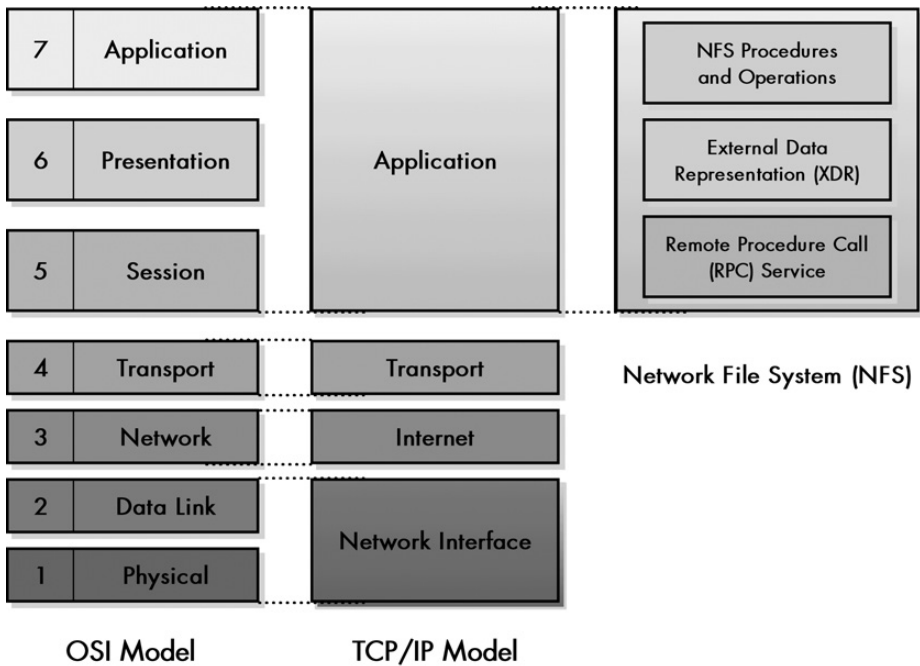 7 Application
6 Presentation
5 Session
4 Transport
3 Network
2 Data Link
1 Physical
OSI Model
Application
Transport
Internet
Network Interface
TCP/IP Model
NFS Procedures
and Operations
External Data
Representation (XDR)
Remote Procedure Call
(RPC) Service
Network File System (NFS)